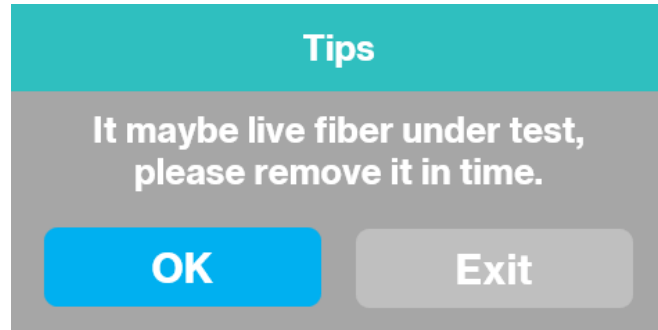 Tips
It maybe live fiber under test,
please remove it in time.
OK
Exit